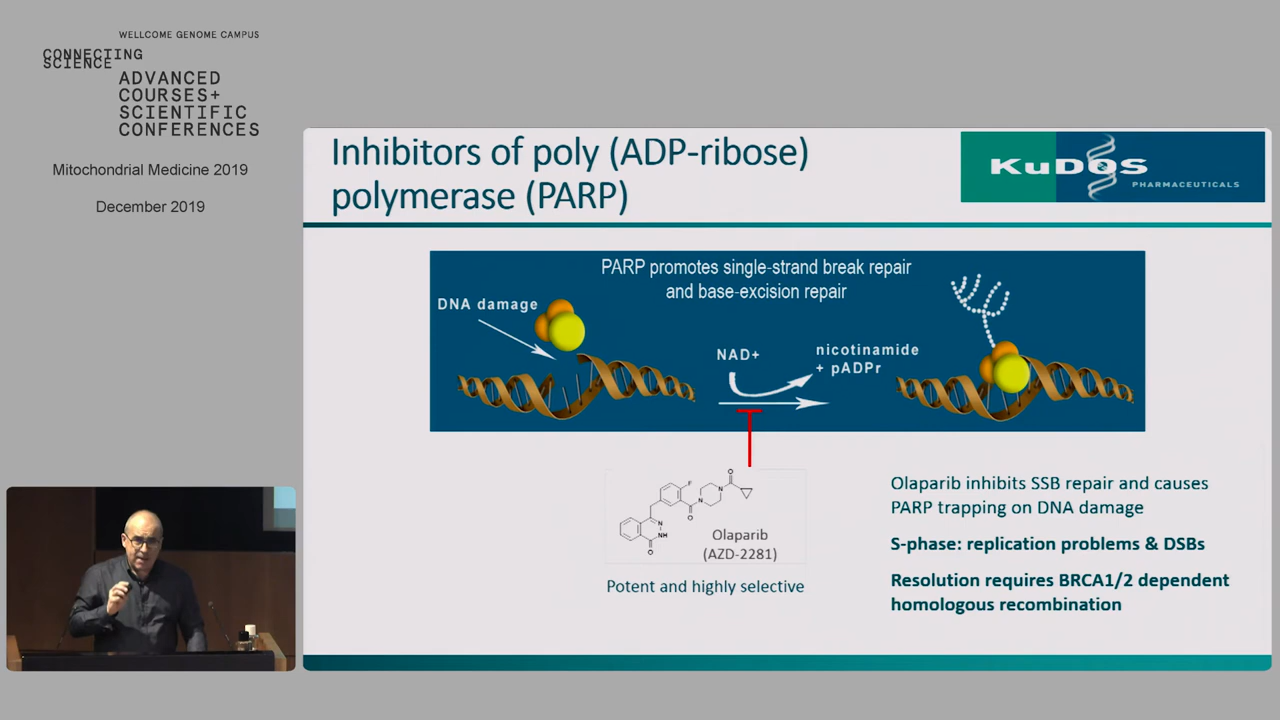 WELLCOME GENOME CAMPUS
CONNECTING
SCIENCE
ADVANCED
COURSES+
SCIENTIFIC
CONFERENCES
Mitochondrial Medicine 2019
December 2019
Inhibitors of poly (ADP-ribose)
polymerase (PARP)
KuDOS
PHARMACEUTICALS
PARP promotes single-strand break repair
and base-excision repair
DNA damage
NAD+
nicotinamide
+ pADPr
F
O
N
N
O
N
NH
O
Olaparib
(AZD-2281)
Potent and highly selective
Olaparib inhibits SSB repair and causes
PARP trapping on DNA damage
S-phase: replication problems & DSBs
Resolution requires BRCA1/2 dependent
homologous recombination